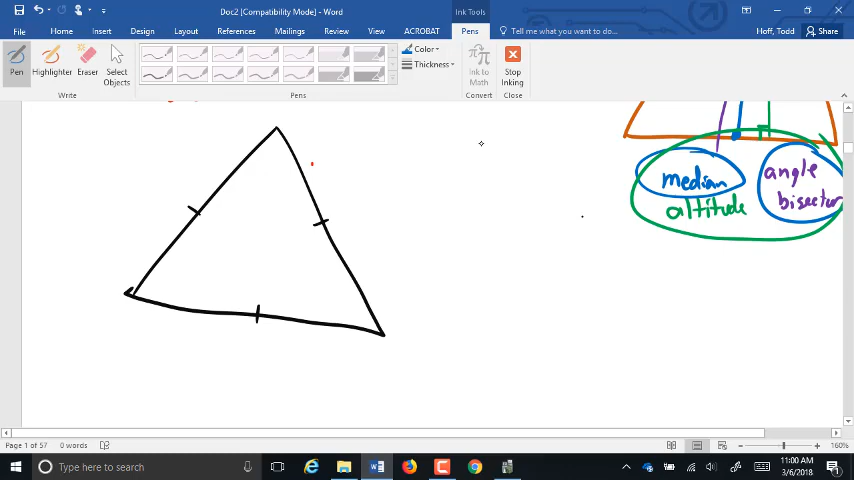 Doc2 [Compatibility Mode] - Word
Ink Tools
Hoff, Todd
Share
File
Home
Insert
Design
Layout
References
Mailings
Review
View
ACROBAT
Pens
Tell me what you want to do...
Pen
Highlighter
Eraser
Select Objects
Color
Thickness
Ink to Math
Stop Inking
Write
Pens
Convert
Close
median
altitude
angle
bisector
Page 1 of 57
0 words
160%
Type here to search
11:00 AM
3/6/2018